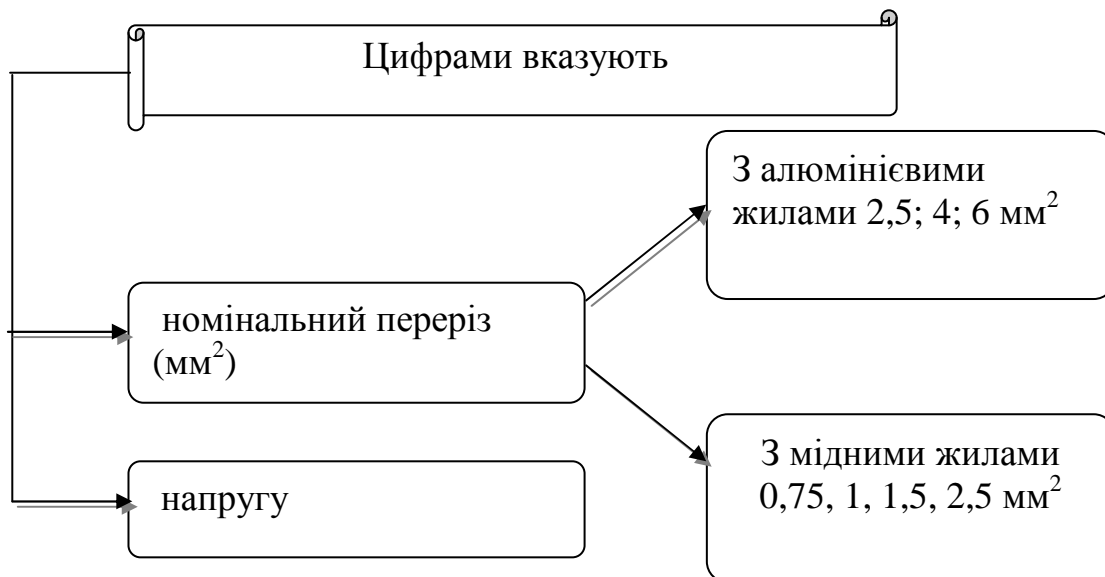 Цифрами вказують
З алюмінієвими
жилами 2,5; 4; 6 мм²
номінальний переріз
(мм²)
З мідними жилами
0,75, 1, 1,5, 2,5 мм²
напругу